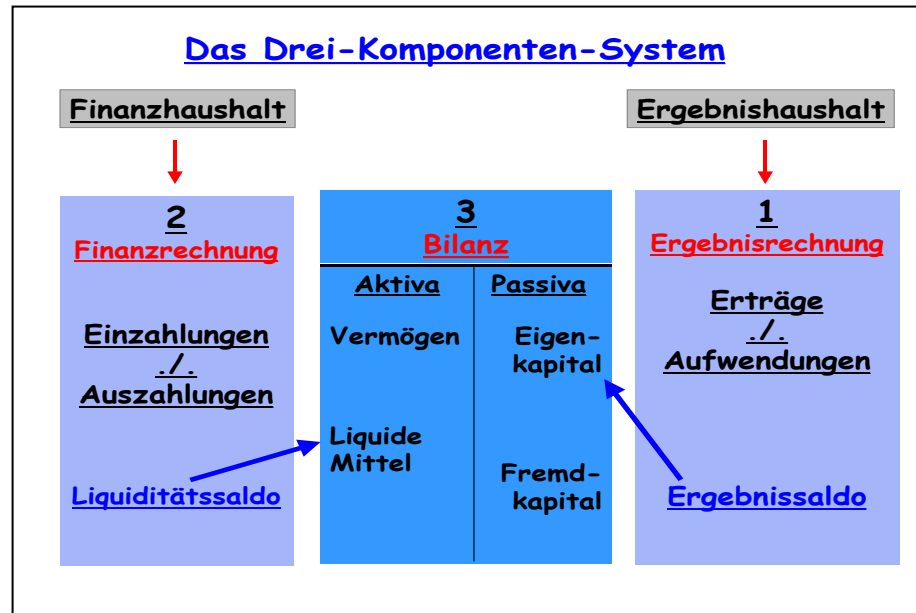 Das Drei-Komponenten-System
Finanzhaushalt
Ergebnishaushalt
2
Finanzrechnung
Einzahlungen
./.
Auszahlungen
Liquiditätssaldo
3
Bilanz
Aktiva
Passiva
Vermögen
Liquide
Mittel
Eigen-
kapital
Fremd-
kapital
1
Ergebnisrechnung
Erträge
./.
Aufwendungen
Ergebnissaldo